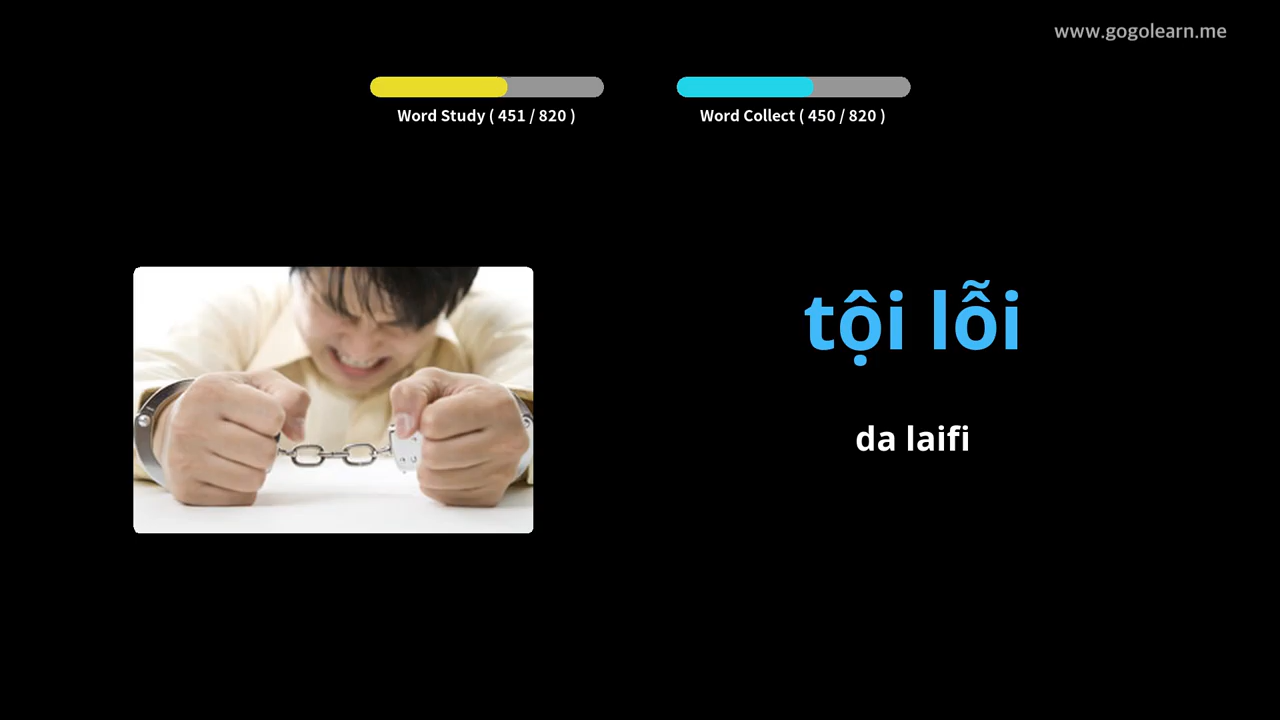 www.gogolearn.me
Word Study ( 451 / 820 )
Word Collect ( 450 / 820 )
tội lỗi
da laifi